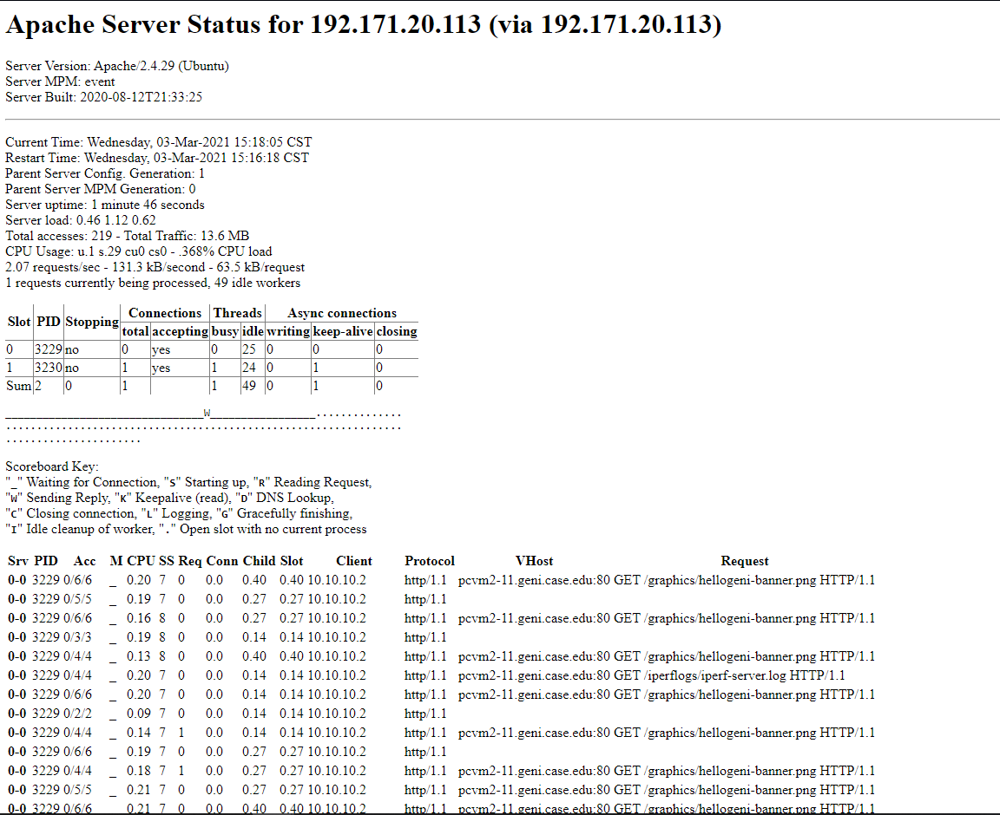 Apache Server Status for 192.171.20.113 (via 192.171.20.113)
Server Version: Apache/2.4.29 (Ubuntu)
Server MPM: event
Server Built: 2020-08-12T21:33:25
Current Time: Wednesday, 03-Mar-2021 15:18:05 CST
Restart Time: Wednesday, 03-Mar-2021 15:16:18 CST
Parent Server Config. Generation: 1
Parent Server MPM Generation: 0
Server uptime: 1 minute 46 seconds
Server load: 0.46 1.12 0.62
Total accesses: 219 - Total Traffic: 13.6 MB
CPU Usage: u.1 s.29 cu0 cs0 - .368% CPU load
2.07 requests/sec - 131.3 kB/second - 63.5 kB/request
1 requests currently being processed, 49 idle workers
Slot PID Stopping Connections Threads Async connections
total accepting busy idle writing keep-alive closing
0 3229 no 0 yes 0 25 0 0 0
1 3230 no 1 yes 1 24 0 1 0
Sum 2 0 1 1 49 0 1 0
________________________________W_________________..............
................................................................
......................
Scoreboard Key:
"_" Waiting for Connection, "S" Starting up, "R" Reading Request,
"W" Sending Reply, "K" Keepalive (read), "D" DNS Lookup,
"C" Closing connection, "L" Logging, "G" Gracefully finishing,
"I" Idle cleanup of worker, "." Open slot with no current process
Srv PID Acc M CPU SS Req Conn Child Slot Client Protocol VHost Request
0-0 3229 0/6/6 _ 0.20 7 0 0.0 0.40 0.40 10.10.10.2 http/1.1 pcvm2-11.geni.case.edu:80 GET /graphics/hellogeni-banner.png HTTP/1.1
0-0 3229 0/5/5 _ 0.19 7 0 0.0 0.27 0.27 10.10.10.2 http/1.1
0-0 3229 0/6/6 _ 0.16 8 0 0.0 0.27 0.27 10.10.10.2 http/1.1 pcvm2-11.geni.case.edu:80 GET /graphics/hellogeni-banner.png HTTP/1.1
0-0 3229 0/3/3 _ 0.19 8 0 0.0 0.14 0.14 10.10.10.2 http/1.1
0-0 3229 0/4/4 _ 0.13 8 0 0.0 0.40 0.40 10.10.10.2 http/1.1 pcvm2-11.geni.case.edu:80 GET /graphics/hellogeni-banner.png HTTP/1.1
0-0 3229 0/4/4 _ 0.20 7 0 0.0 0.14 0.14 10.10.10.2 http/1.1 pcvm2-11.geni.case.edu:80 GET /iperflogs/iperf-server.log HTTP/1.1
0-0 3229 0/6/6 _ 0.20 7 0 0.0 0.14 0.14 10.10.10.2 http/1.1 pcvm2-11.geni.case.edu:80 GET /graphics/hellogeni-banner.png HTTP/1.1
0-0 3229 0/2/2 _ 0.09 7 0 0.0 0.14 0.14 10.10.10.2 http/1.1
0-0 3229 0/4/4 _ 0.14 7 1 0.0 0.14 0.14 10.10.10.2 http/1.1 pcvm2-11.geni.case.edu:80 GET /graphics/hellogeni-banner.png HTTP/1.1
0-0 3229 0/6/6 _ 0.19 7 0 0.0 0.27 0.27 10.10.10.2 http/1.1
0-0 3229 0/4/4 _ 0.18 7 1 0.0 0.27 0.27 10.10.10.2 http/1.1 pcvm2-11.geni.case.edu:80 GET /graphics/hellogeni-banner.png HTTP/1.1
0-0 3229 0/5/5 _ 0.21 7 0 0.0 0.27 0.27 10.10.10.2 http/1.1 pcvm2-11.geni.case.edu:80 GET /graphics/hellogeni-banner.png HTTP/1.1
0-0 3229 0/6/6 0.21 7 0 0.0 0.40 0.40 10.10.10.2 http/1.1 pcvm2-11.geni.case.edu:80 GET /graphics/hellogeni-banner.png HTTP/1.1